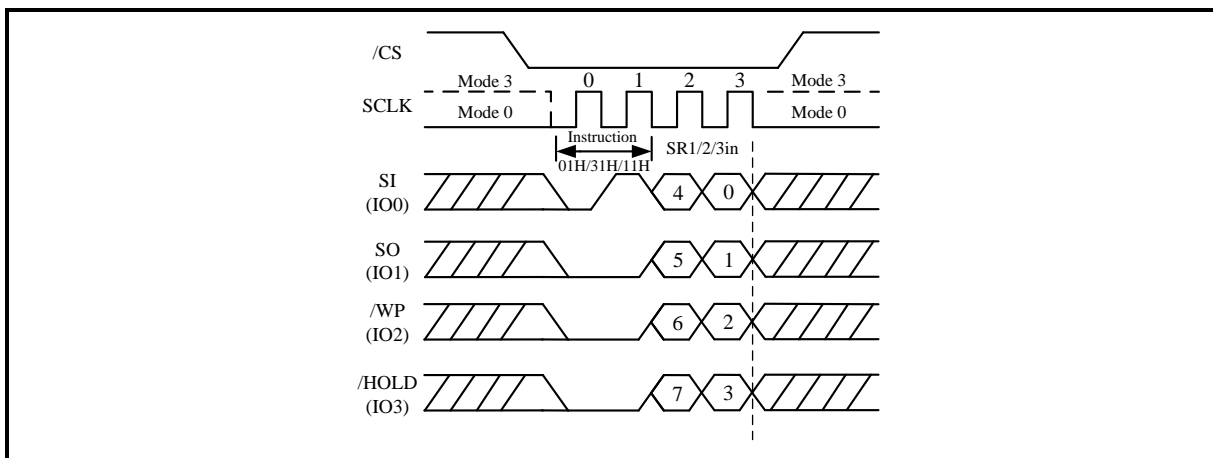 /CS
Mode 3 0 1 2 3 Mode 3
SCLK
Mode 0 Mode 0
Instruction SR1/2/3in
01H/31H/11H
SI
(IO0)
4 0
SO
(IO1)
5 1
/WP
(IO2)
6 2
/HOLD
(IO3)
7 3